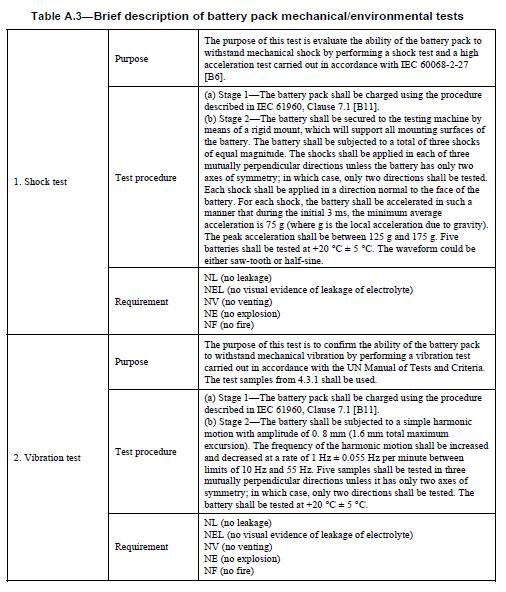 Table A.3—Brief description of battery pack mechanical/environmental tests
1. Shock test
Purpose
The purpose of this test is evaluate the ability of the battery pack to
withstand mechanical shock by performing a shock test and a high
acceleration test carried out in accordance with IEC 60068-2-27
[B6].
Test procedure
(a) Stage 1—The battery pack shall be charged using the procedure
described in IEC 61960, Clause 7.1 [B11].
(b) Stage 2—The battery shall be secured to the testing machine by
means of a rigid mount, which will support all mounting surfaces of
the battery. The battery shall be subjected to a total of three shocks
of equal magnitude. The shocks shall be applied in each of three
mutually perpendicular directions unless the battery has only two
axes of symmetry; in which case, only two directions shall be tested.
Each shock shall be applied in a direction normal to the face of the
battery. For each shock, the battery shall be accelerated in such a
manner that during the initial 3 ms, the minimum average
acceleration is 75 g (where g is the local acceleration due to gravity).
The peak acceleration shall be between 125 g and 175 g. Five
batteries shall be tested at +20 °C ± 5 °C. The waveform could be
either saw-tooth or half-sine.
Requirement
NL (no leakage)
NEL (no visual evidence of leakage of electrolyte)
NV (no venting)
NE (no explosion)
NF (no fire)
2. Vibration test
Purpose
The purpose of this test is to confirm the ability of the battery pack
to withstand mechanical vibration by performing a vibration test
carried out in accordance with the UN Manual of Tests and Criteria.
The test samples from 4.3.1 shall be used.
Test procedure
(a) Stage 1—The battery pack shall be charged using the procedure
described in IEC 61960, Clause 7.1 [B11].
(b) Stage 2—The battery shall be subjected to a simple harmonic
motion with amplitude of 0. 8 mm (1.6 mm total maximum
excursion). The frequency of the harmonic motion shall be increased
and decreased at a rate of 1 Hz ± 0.055 Hz per minute between
limits of 10 Hz and 55 Hz. Five samples shall be tested in three
mutually perpendicular directions unless it has only two axes of
symmetry; in which case, only two directions shall be tested. The
battery shall be tested at +20 °C ± 5 °C.
Requirement
NL (no leakage)
NEL (no visual evidence of leakage of electrolyte)
NV (no venting)
NE (no explosion)
NF (no fire)